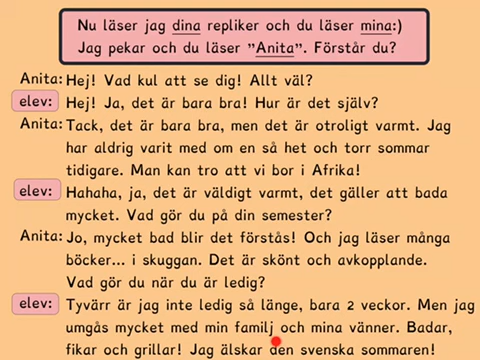 Nu läser jag dina repliker och du läser mina:)
Jag pekar och du läser ”Anita”. Förstår du?
Anita: Hej! Vad kul att se dig! Allt väl?
elev: Hej! Ja, det är bara bra! Hur är det själv?
Anita: Tack, det är bara bra, men det är otroligt varmt. Jag
har aldrig varit med om en så het och torr sommar
tidigare. Man kan tro att vi bor i Afrika!
elev: Hahaha, ja, det är väldigt varmt, det gäller att bada
mycket. Vad gör du på din semester?
Anita: Jo, mycket bad blir det förstås! Och jag läser många
böcker... i skuggan. Det är skönt och avkopplande.
Vad gör du när du är ledig?
elev: Tyvärr är jag inte ledig så länge, bara 2 veckor. Men jag
umgås mycket med min familj och mina vänner. Badar,
fikar och grillar! Jag älskar den svenska sommaren!